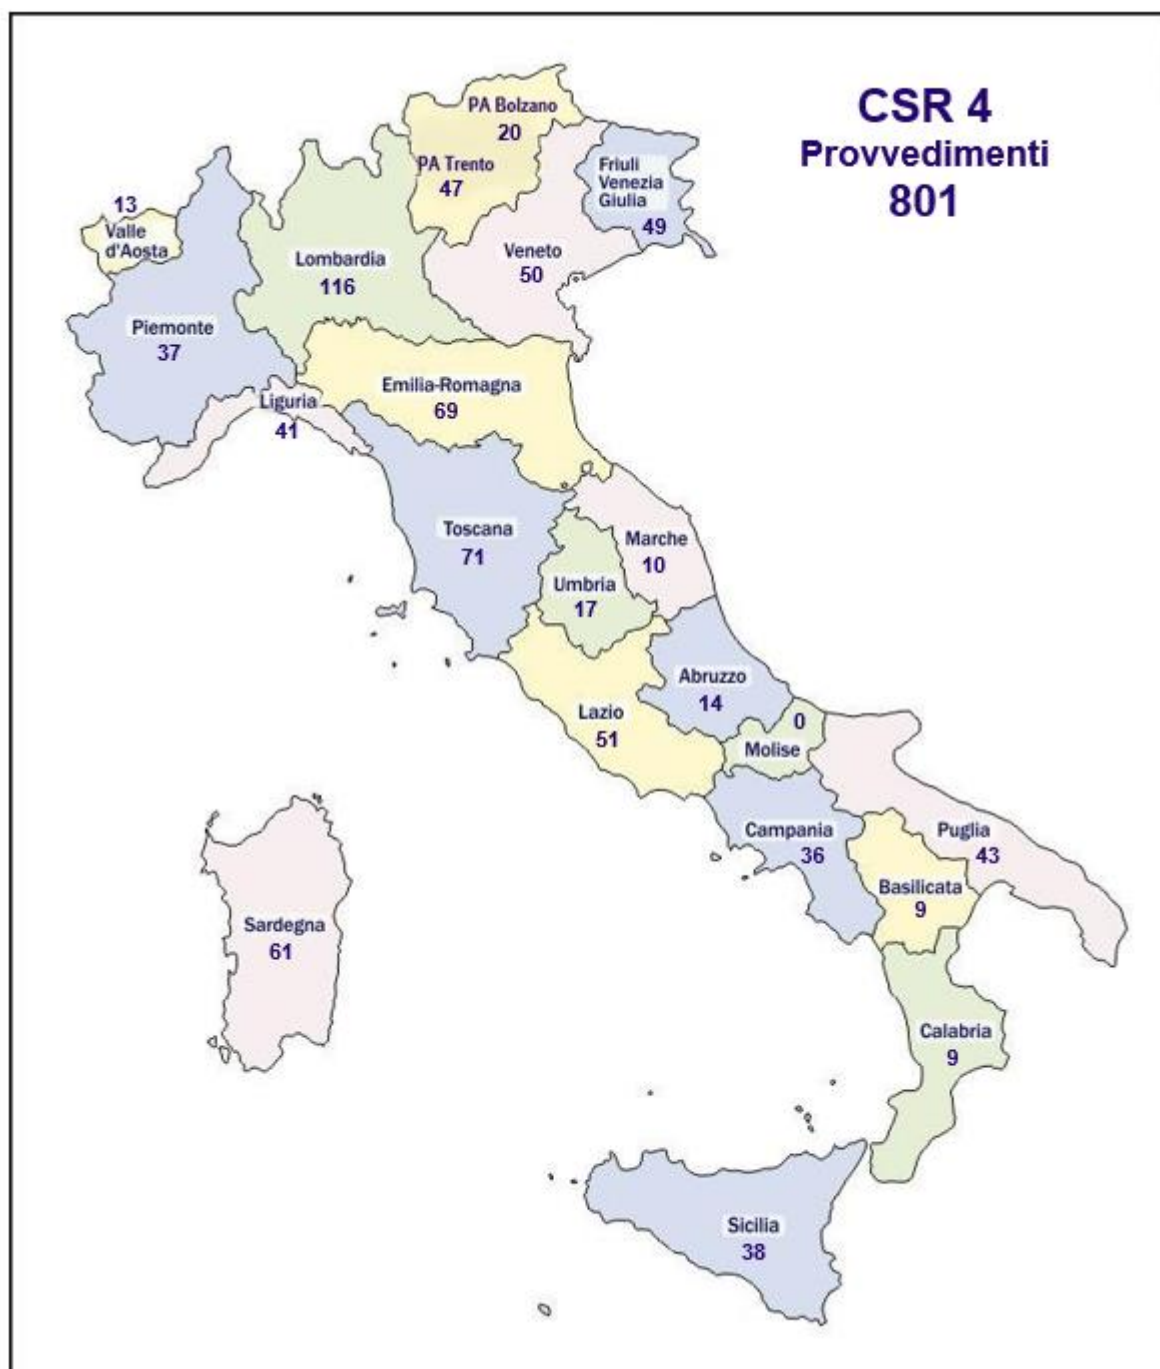 CSR 4
Provvedimenti
801
PA Bolzano
20
PA Trento
47
Friuli
Venezia
Giulia
49
13
Valle
d'Aosta
Veneto
50
Lombardia
116
Piemonte
37
Emilia-Romagna
69
Liguria
41
Toscana
71
Marche
10
Umbria
17
Abruzzo
14
Lazio
51
0
Molise
Campania
36
Puglia
43
Basilicata
9
Sardegna
61
Calabria
9
Sicilia
38